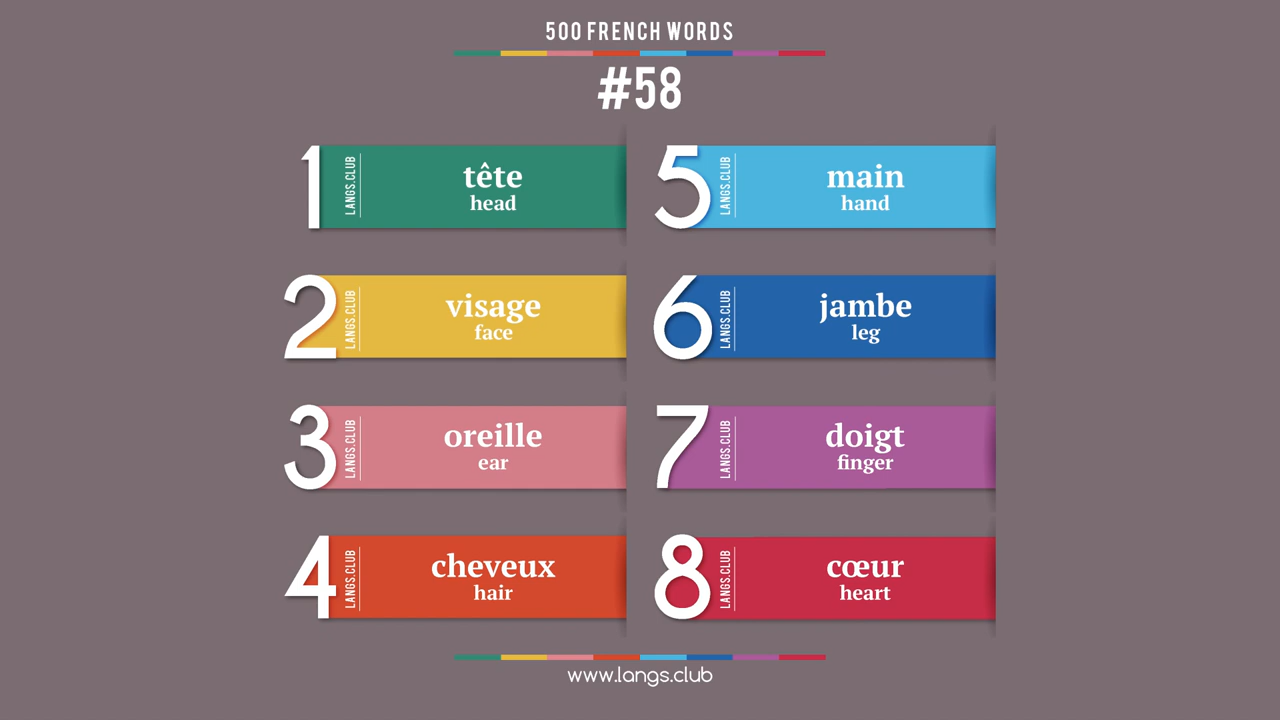 500 FRENCH WORDS
#58
1
LANGS.CLUB
tête
head
2
LANGS.CLUB
visage
face
3
LANGS.CLUB
oreille
ear
4
LANGS.CLUB
cheveux
hair
5
LANGS.CLUB
main
hand
6
LANGS.CLUB
jambe
leg
7
LANGS.CLUB
doigt
finger
8
LANGS.CLUB
cœur
heart
www.langs.club